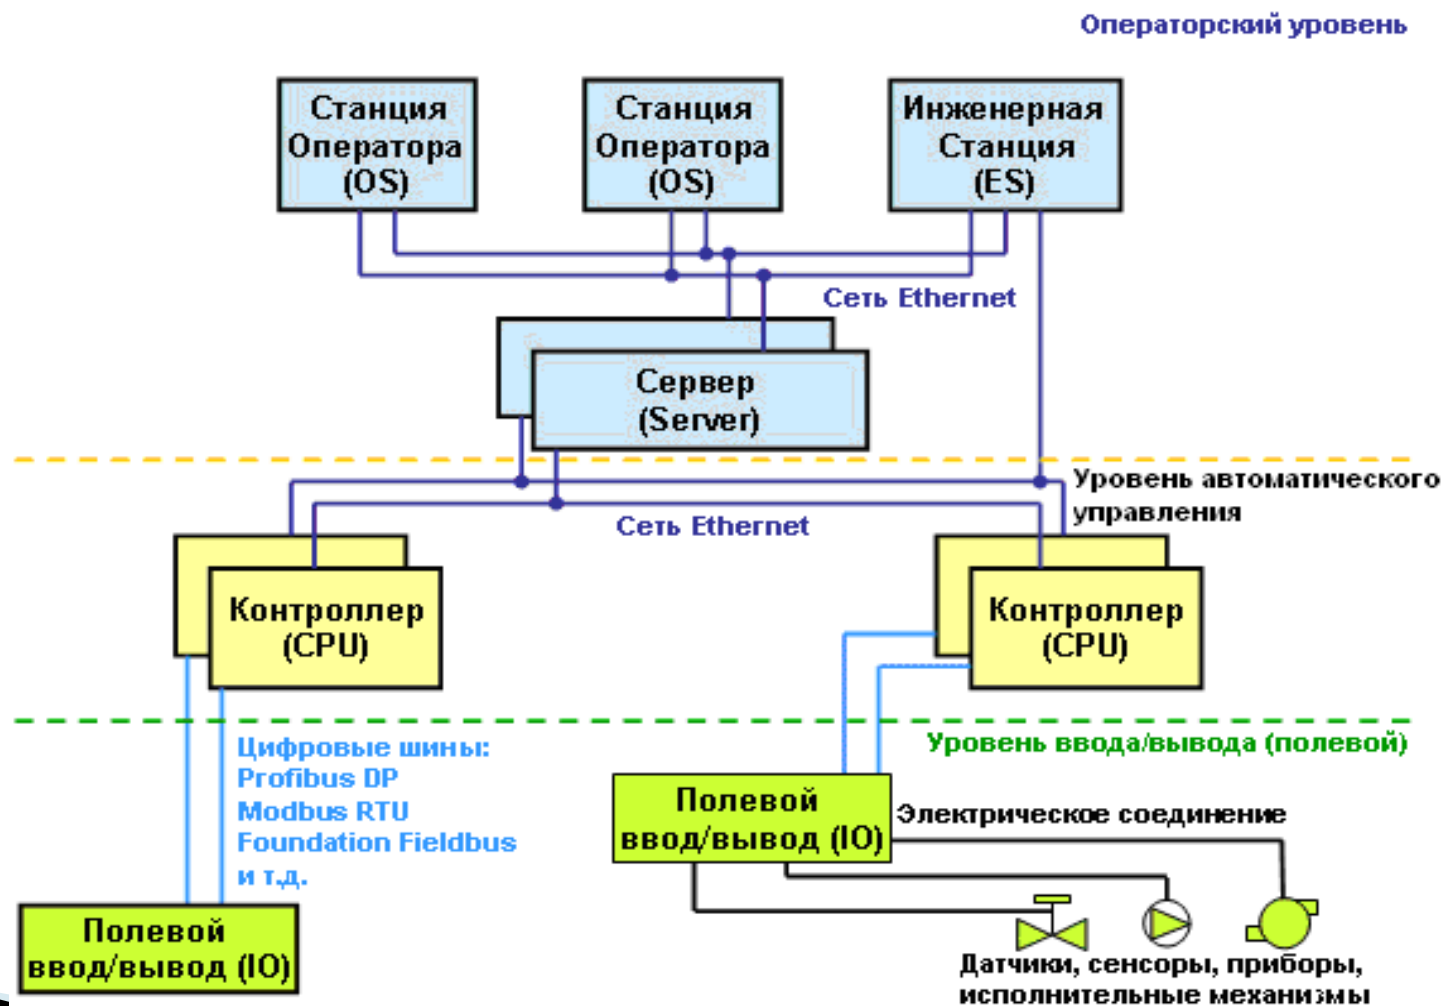 Операторский уровень
Станция
Оператора
(OS)
Станция
Оператора
(OS)
Инженерная
Станция
(ES)
Сеть Ethernet
Сервер
(Server)
Уровень автоматического
управления
Сеть Ethernet
Контроллер
(CPU)
Контроллер
(CPU)
Уровень ввода/вывода (полевой)
Цифровые шины:
Profibus DP
Modbus RTU
Foundation Fieldbus
и т.д.
Полевой
ввод/вывод (IO)
Электрическое соединение
Полевой
ввод/вывод (IO)
Датчики, сенсоры, приборы,
исполнительные механизмы